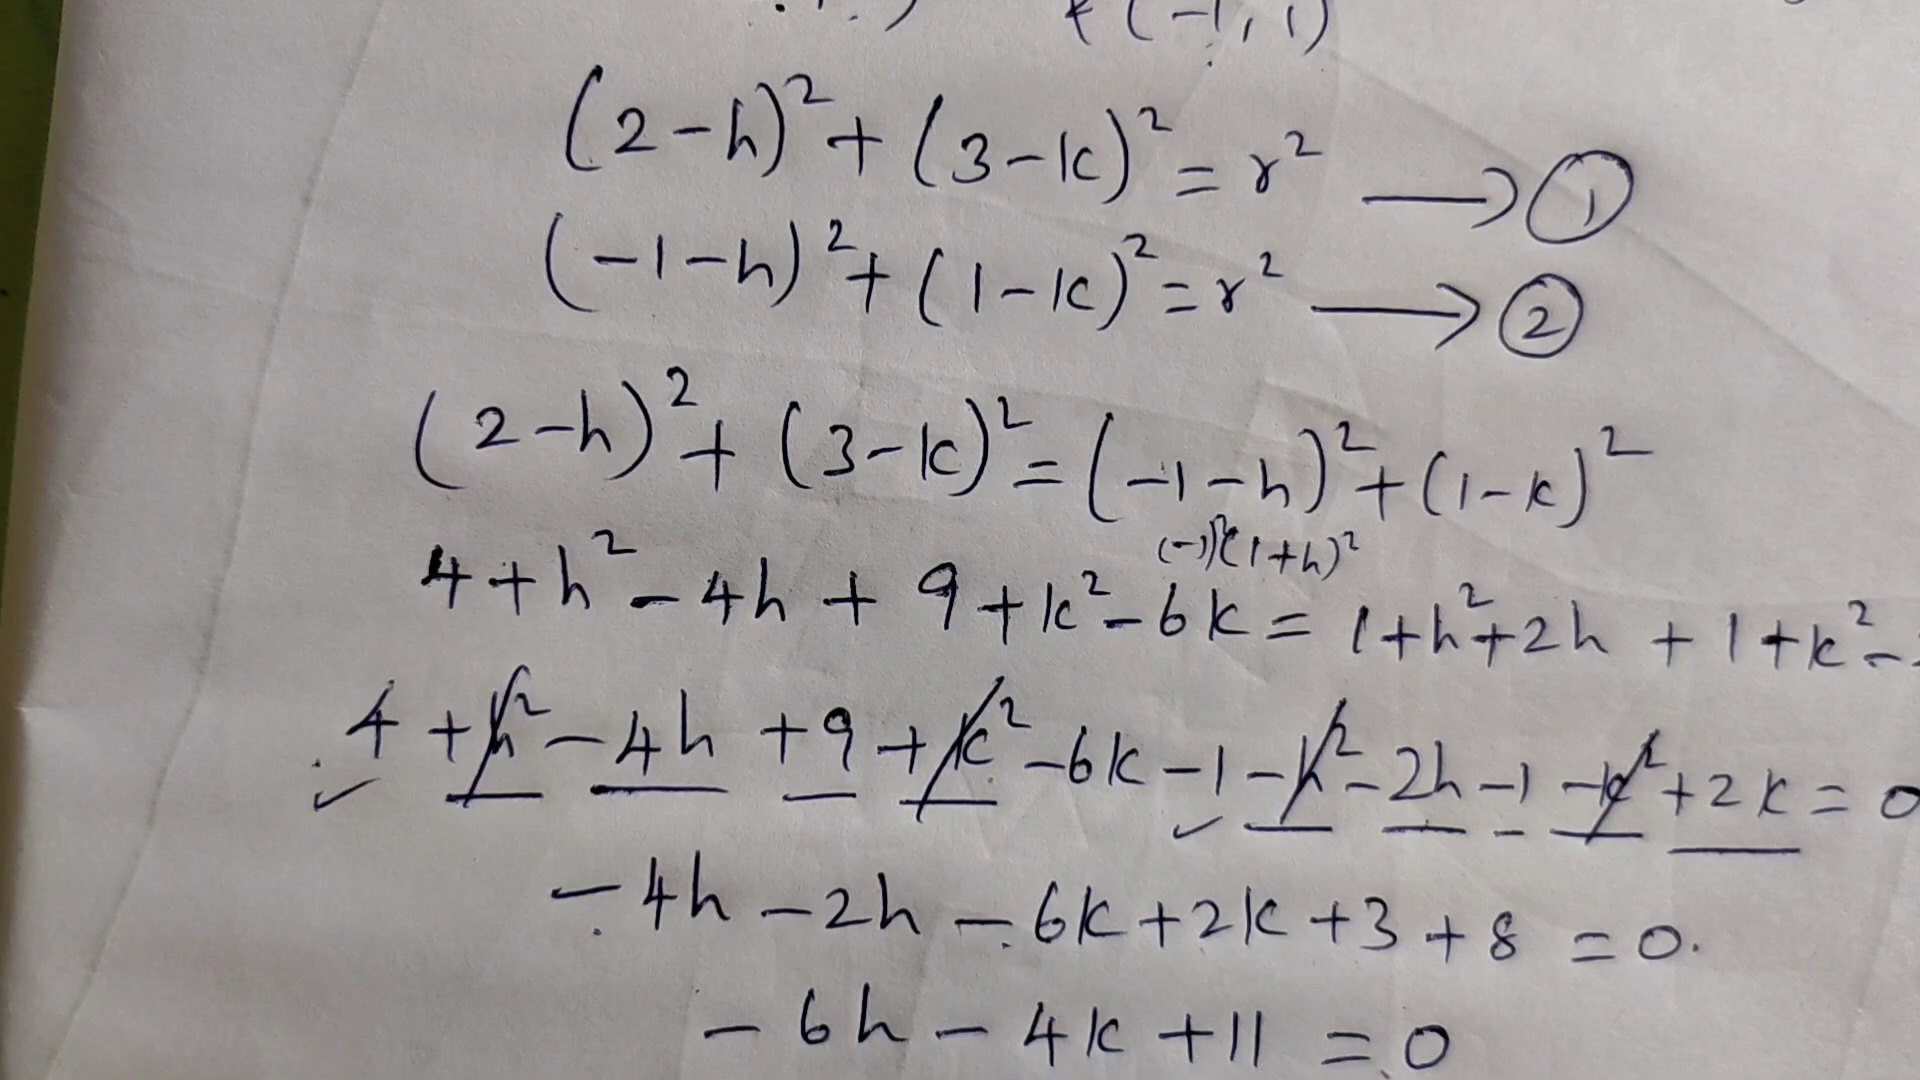 (-1, 1)
(2-h)² + (3-k)² = r² → ①
(-1-h)² + (1-k)² = r² → ②
(2-h)² + (3-k)² = (-1-h)² + (1-k)²
(1+h)²
4+h²-4h + 9+k²-6k = 1+h²+2h + 1+k²-
4+h²-4h+9+k²-6k-1-h²-2h-1-k²+2k=0
-4h-2h-6k+2k+3+8=0.
-6h-4k+11=0